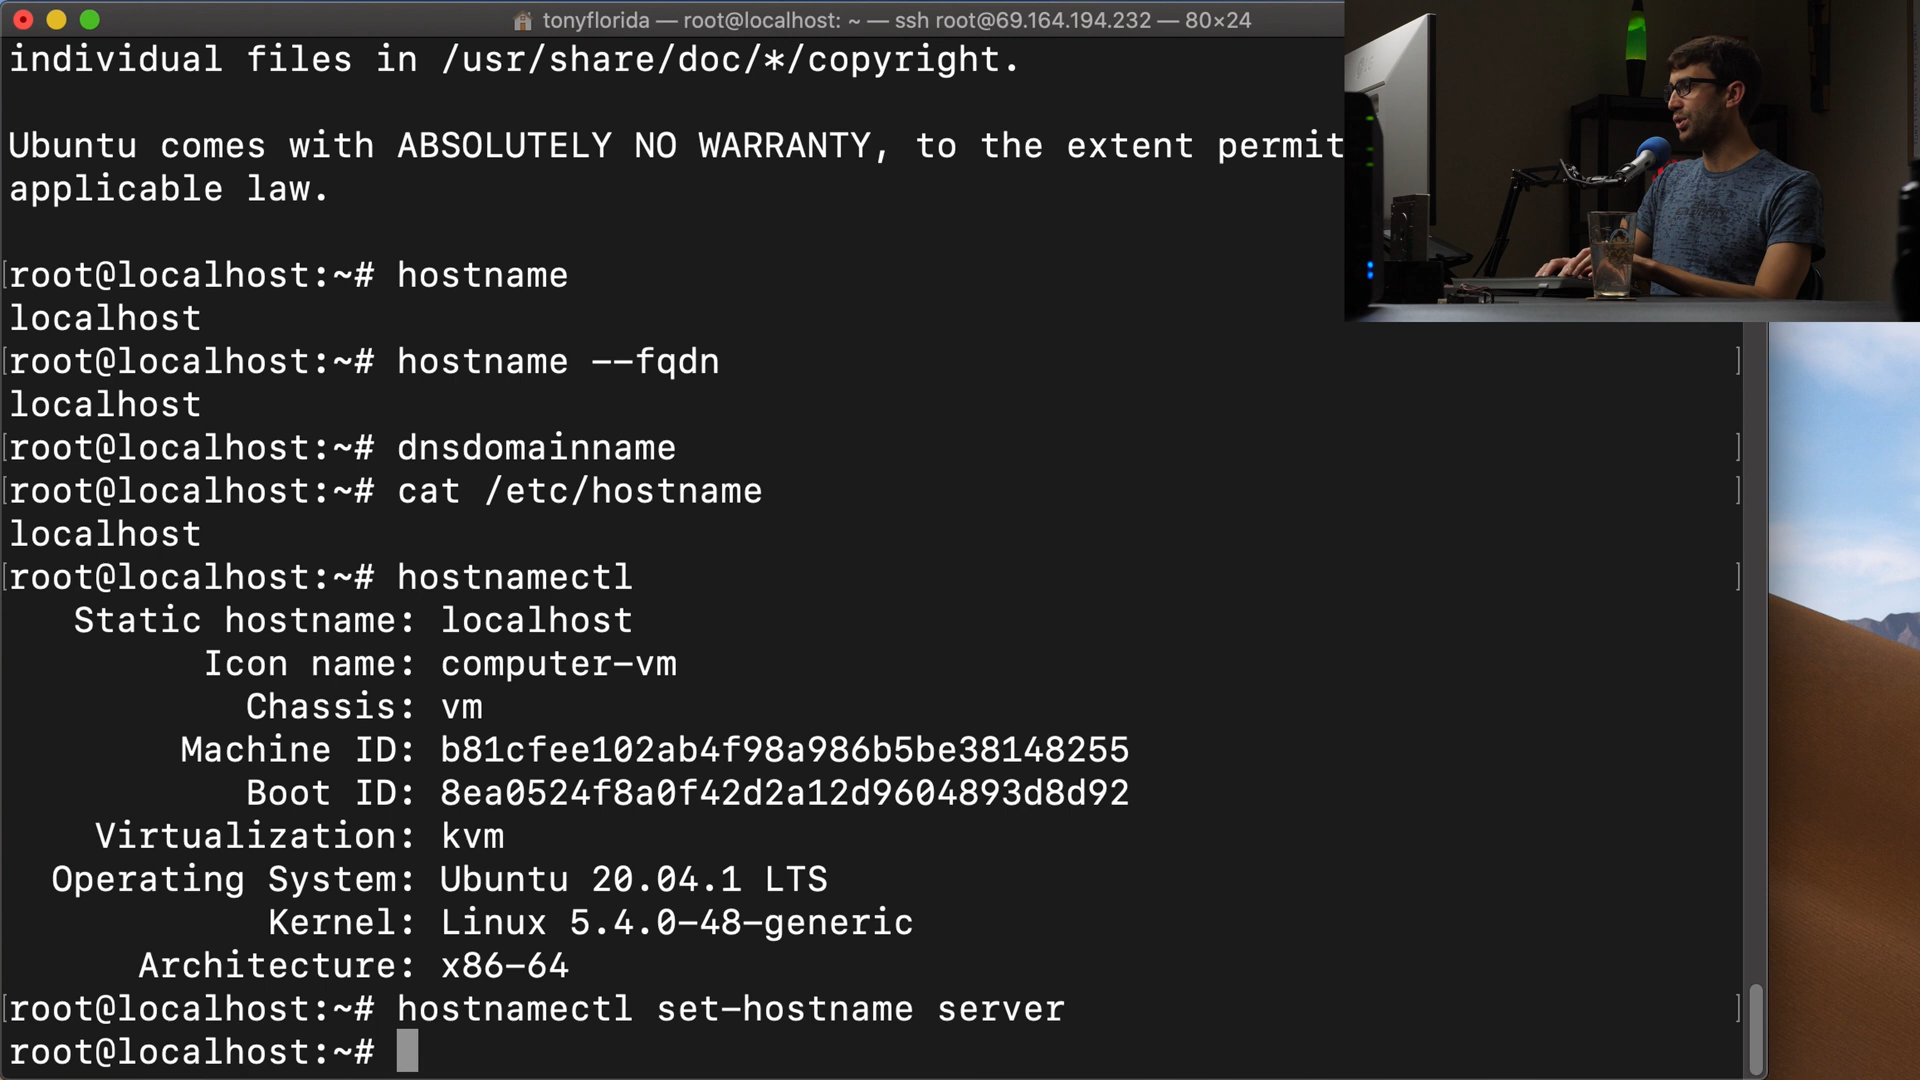 tonyflorida — root@localhost: ~ — ssh root@69.164.194.232 — 80×24
individual files in /usr/share/doc/*/copyright.
Ubuntu comes with ABSOLUTELY NO WARRANTY, to the extent permit
applicable law.
[root@localhost:~# hostname
localhost
[root@localhost:~# hostname --fqdn ]
localhost
[root@localhost:~# dnsdomainname ]
[root@localhost:~# cat /etc/hostname ]
localhost
[root@localhost:~# hostnamectl ]
Static hostname: localhost
Icon name: computer-vm
Chassis: vm
Machine ID: b81cfee102ab4f98a986b5be38148255
Boot ID: 8ea0524f8a0f42d2a12d9604893d8d92
Virtualization: kvm
Operating System: Ubuntu 20.04.1 LTS
Kernel: Linux 5.4.0-48-generic
Architecture: x86-64
[root@localhost:~# hostnamectl set-hostname server ]
root@localhost:~#